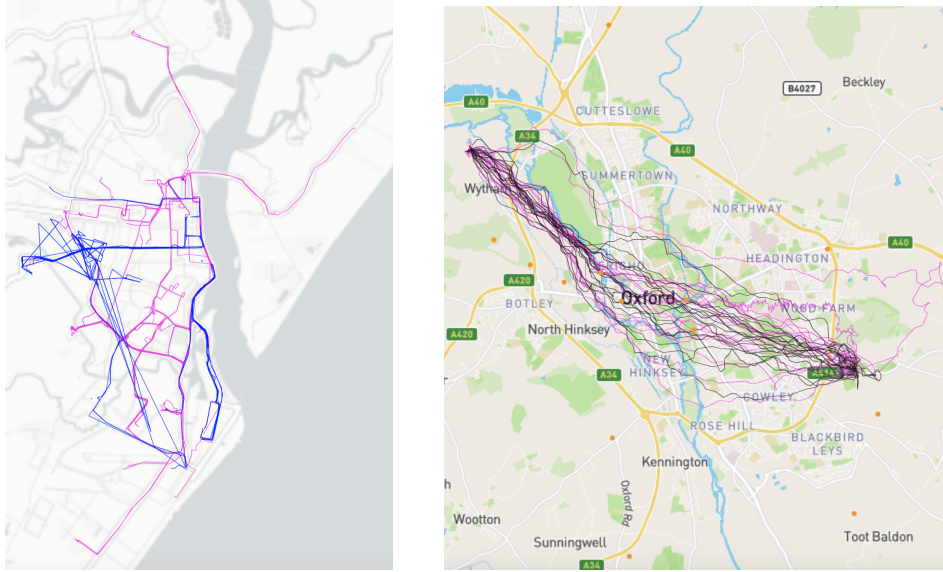 Beckley
B4027
A40
CUTTESLOWE
A34
A40
SUMMERTOWN
Wytham
NORTHWAY
A40
HEADINGTON
JERICHO
A420
Oxford
BOTLEY
WOOD FARM
North Hinksey
A420
NEW
HINKSEY
A34
COWLEY
ROSE HILL
BLACKBIRD
LEYS
Kennington
Oxford Rd
Wootton
Toot Baldon
Sunningwell
A34